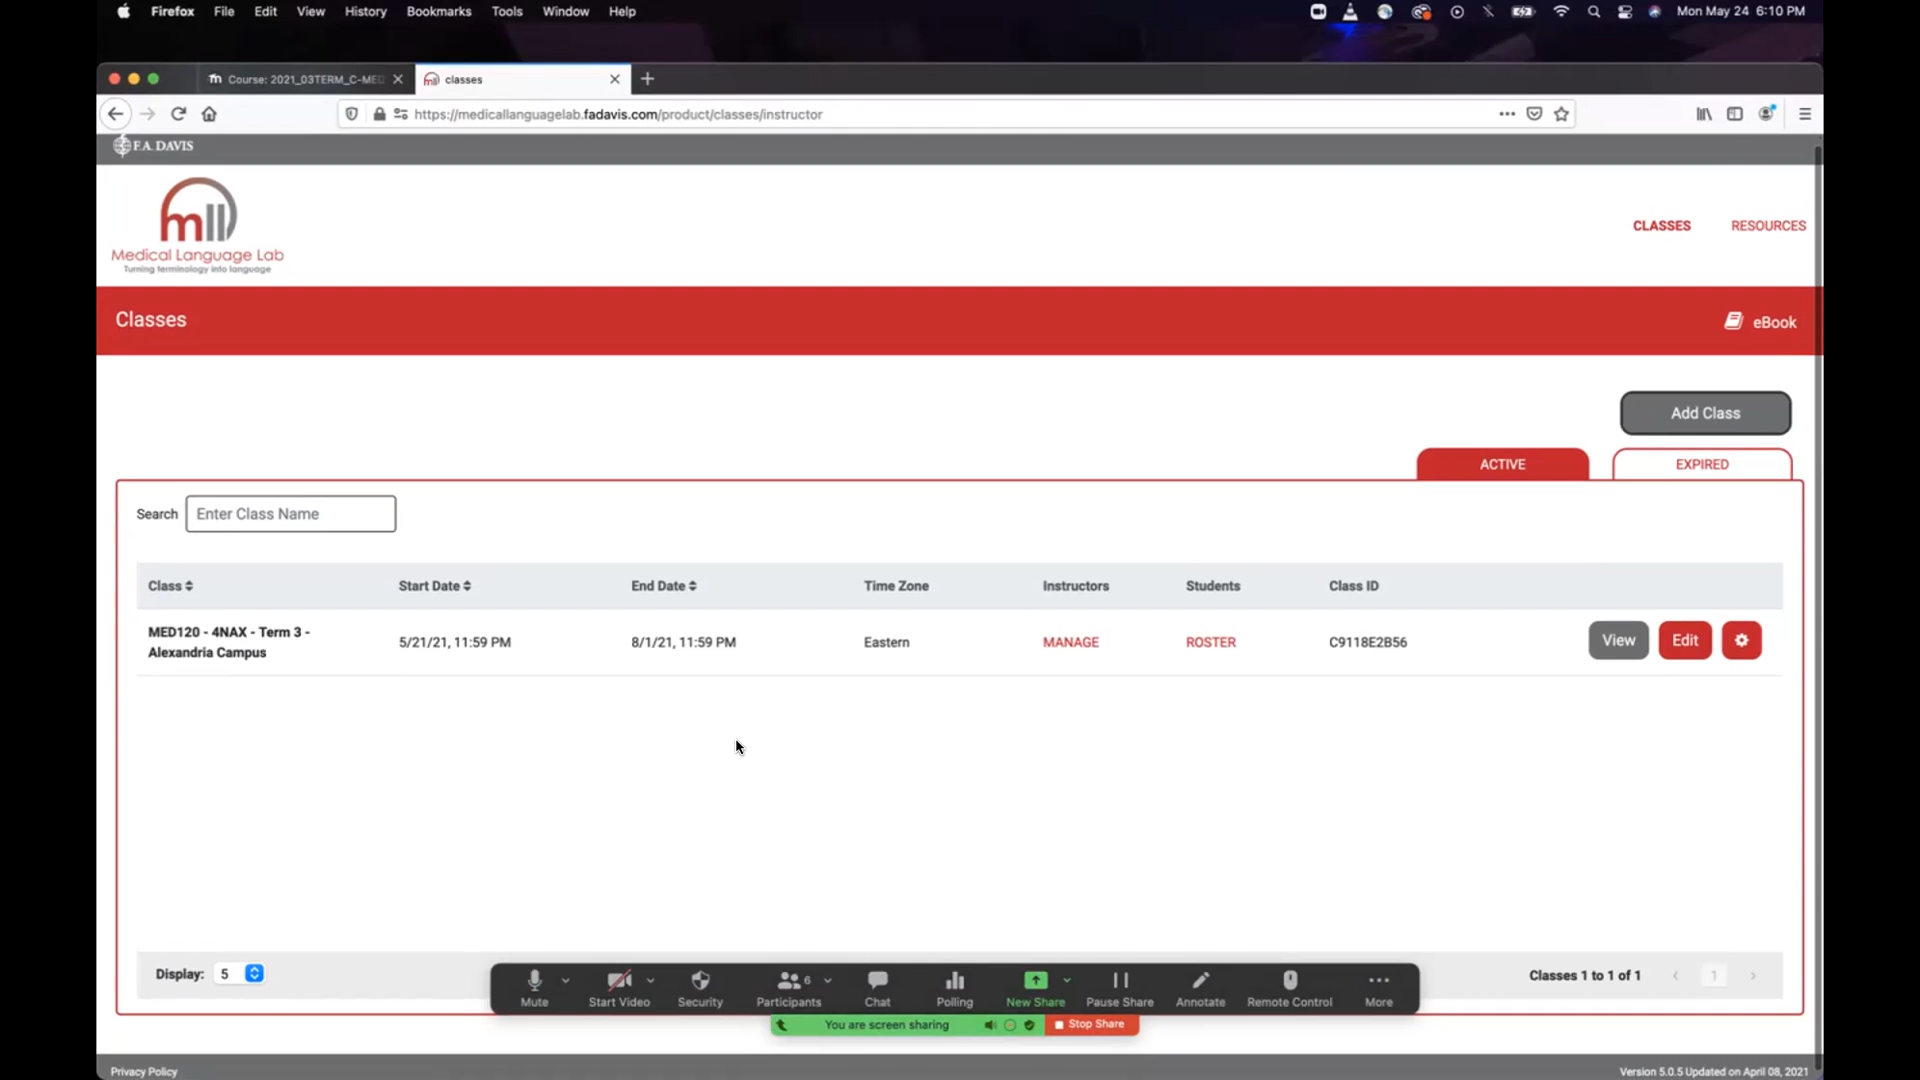 Firefox File Edit View History Bookmarks Tools Window Help Mon May 24 6:10 PM
Course: 2021_03TERM_C-MED classes
https://medicallanguagelab.fadavis.com/product/classes/instructor
F.A. DAVIS
mll
Medical Language Lab
Turning terminology into language
CLASSES RESOURCES
Classes eBook
Add Class
ACTIVE EXPIRED
Search Enter Class Name
Class Start Date End Date Time Zone Instructors Students Class ID
MED120 - 4NAX - Term 3 -
Alexandria Campus
5/21/21, 11:59 PM 8/1/21, 11:59 PM Eastern MANAGE ROSTER C9118E2B56 View Edit
Display: 5 Classes 1 to 1 of 1 1
6
Mute Start Video Security Participants Chat Polling New Share Pause Share Annotate Remote Control More
You are screen sharing Stop Share
Privacy Policy Version 5.0.5 Updated on April 08, 2021